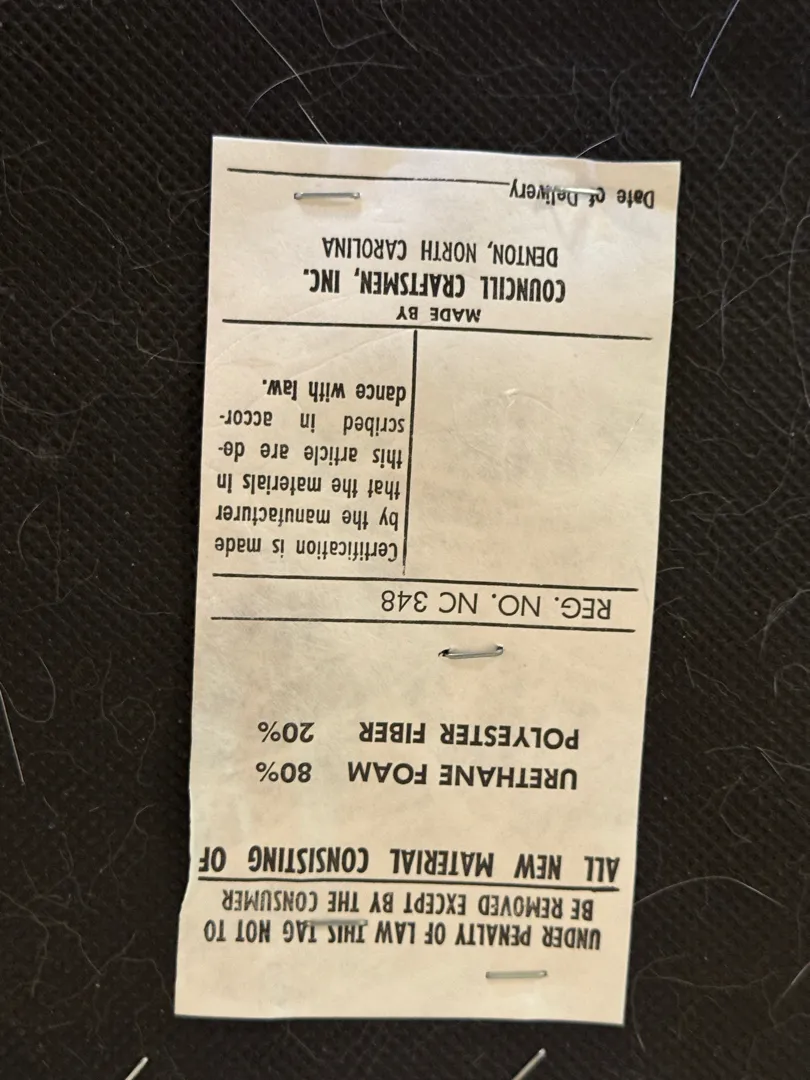 UNDER PENALTY OF LAW THIS TAG NOT TO
BE REMOVED EXCEPT BY THE CONSUMER
ALL NEW MATERIAL CONSISTING OF
URETHANE FOAM 80%
POLYESTER FIBER 20%
REG. NO. NC 348
Certification is made
by the manufacturer
that the materials in
this article are de-
scribed in accor-
dance with law.
MADE BY
COUNCILL CRAFTSMEN, INC.
DENTON, NORTH CAROLINA
Date of Delivery